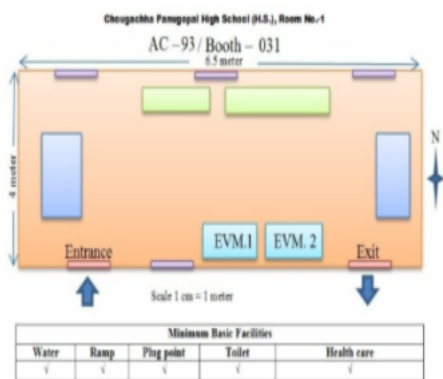 Chougachha Panugopal High School (H.S.), Room No.-1
AC -93/ Booth - 031
6.5 meter
4 meter
N
EVM.1 EVM. 2
Entrance Exit
Scale 1 cm = 1 meter
Minimum Basic Facilities
Water Ramp Plug point Toilet Health care
√ √ √ √ √